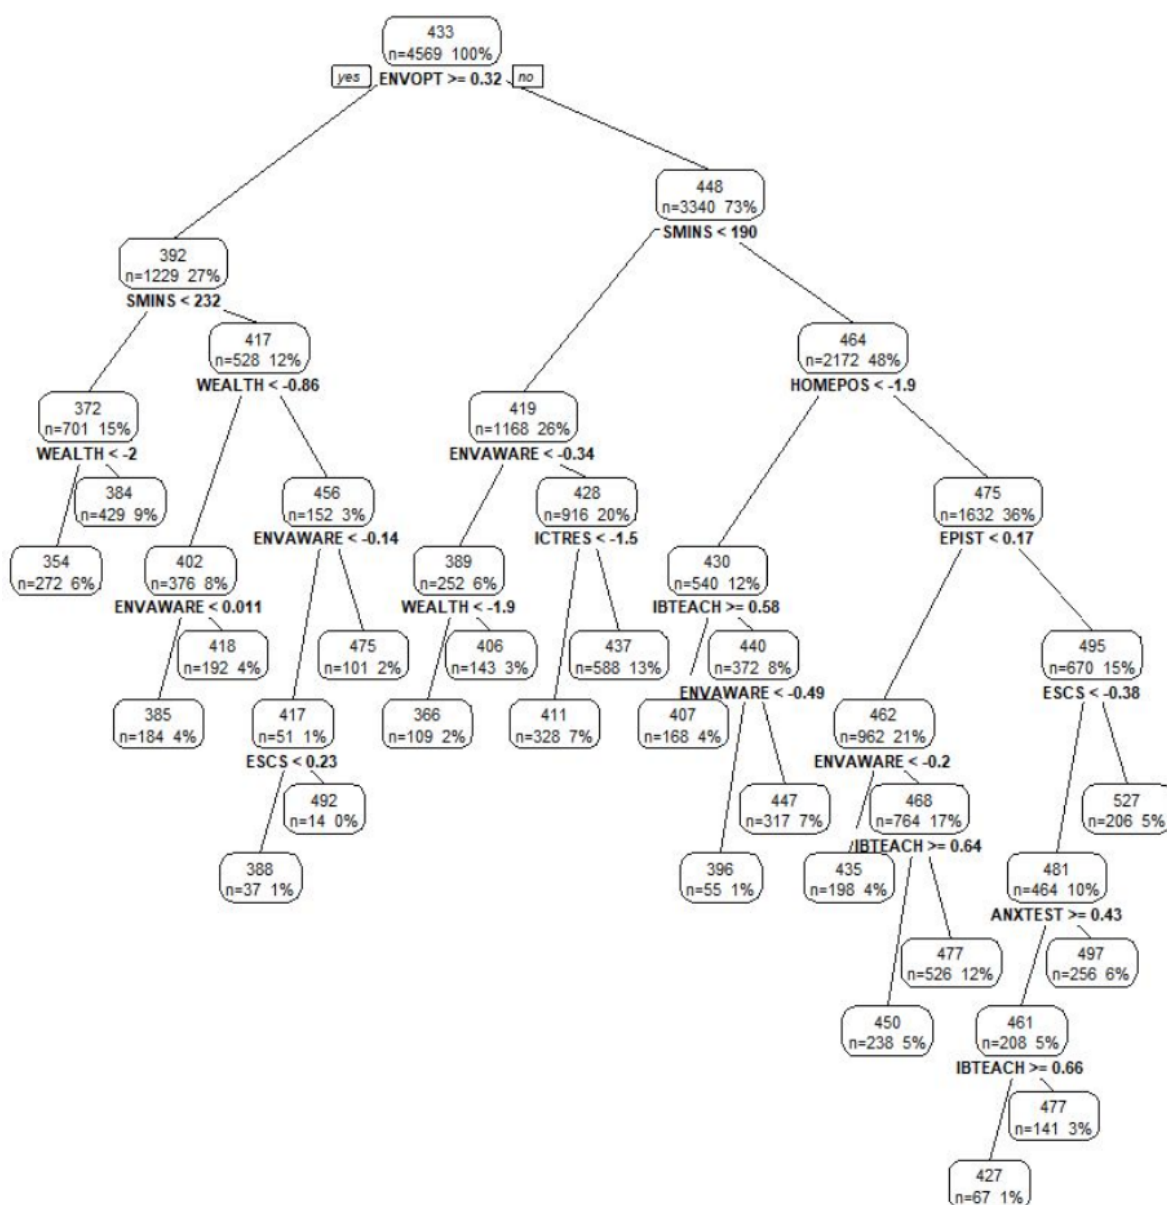 433
n=4569 100%
yes ENVOPT >= 0.32 no
448
n=3340 73%
SMINS < 190
392
n=1229 27%
SMINS < 232
417
n=528 12%
WEALTH < -0.86
464
n=2172 48%
HOMEPOS < -1.9
372
n=701 15%
WEALTH < -2
419
n=1168 26%
ENVAWARE < -0.34
384
n=429 9%
456
n=152 3%
ENVAWARE < -0.14
428
n=916 20%
ICTRES < -1.5
475
n=1632 36%
EPIST < 0.17
354
n=272 6%
402
n=376 8%
ENVAWARE < 0.011
389
n=252 6%
WEALTH < -1.9
430
n=540 12%
IBTEACH >= 0.58
418
n=192 4%
475
n=101 2%
406
n=143 3%
437
n=588 13%
440
n=372 8%
ENVAWARE < -0.49
495
n=670 15%
ESCS < -0.38
385
n=184 4%
417
n=51 1%
ESCS < 0.23
366
n=109 2%
411
n=328 7%
407
n=168 4%
462
n=962 21%
ENVAWARE < -0.2
492
n=14 0%
447
n=317 7%
468
n=764 17%
IBTEACH >= 0.64
527
n=206 5%
388
n=37 1%
396
n=55 1%
435
n=198 4%
481
n=464 10%
ANXTEST >= 0.43
477
n=526 12%
497
n=256 6%
450
n=238 5%
461
n=208 5%
IBTEACH >= 0.66
477
n=141 3%
427
n=67 1%